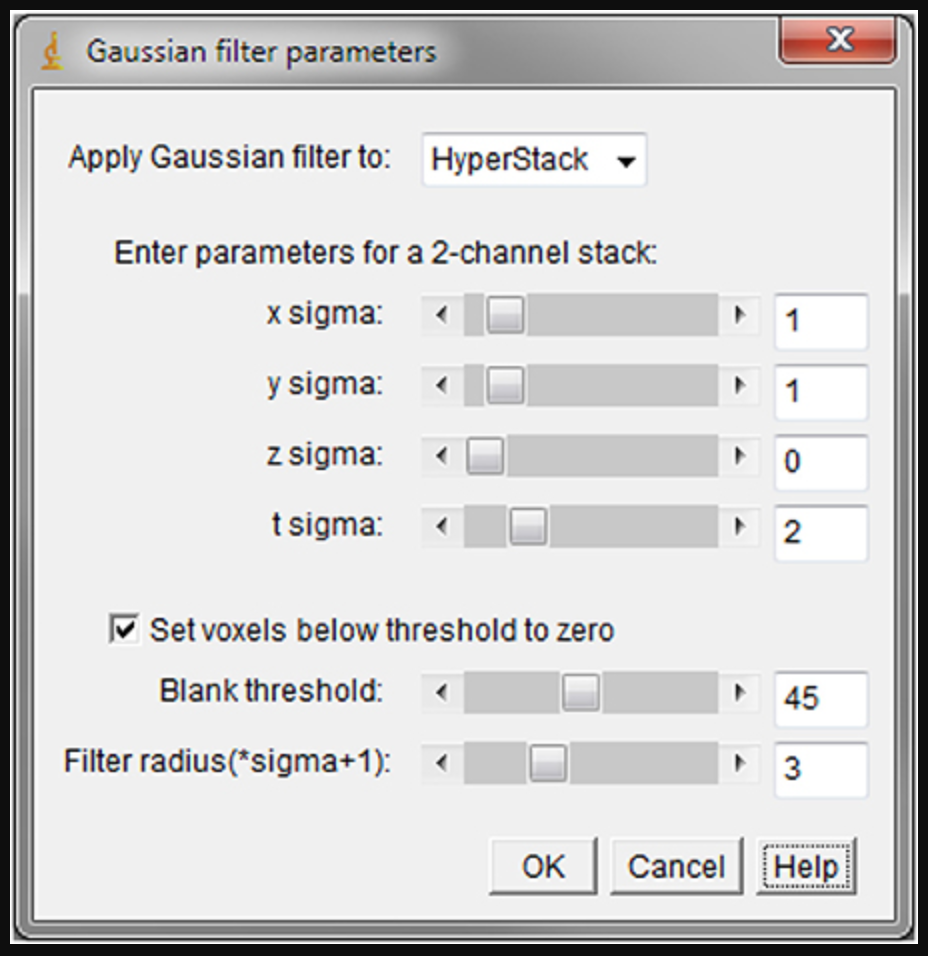 Gaussian filter parameters
Apply Gaussian filter to: HyperStack
Enter parameters for a 2-channel stack:
x sigma: 1
y sigma: 1
z sigma: 0
t sigma: 2
Set voxels below threshold to zero
Blank threshold: 45
Filter radius(*sigma+1): 3
OK Cancel Help